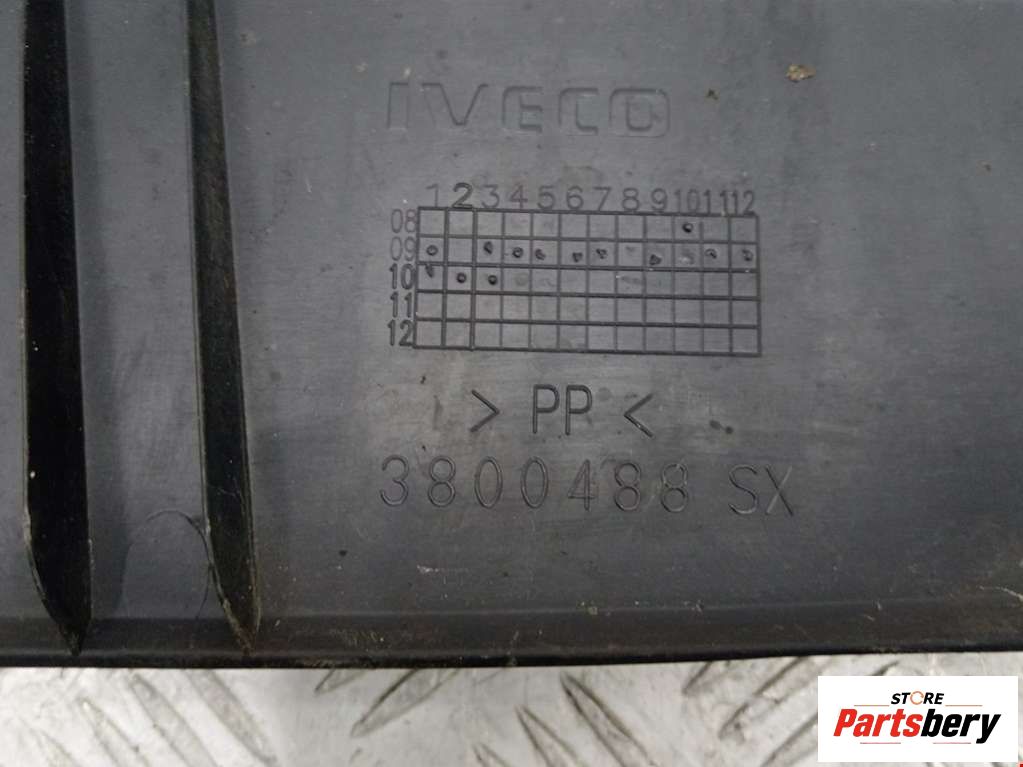 IVECO
1 2 3 4 5 6 7 8 9 10 11 12
08
09
10
11
12
> PP <
3800488 SX
STORE
Partsbery